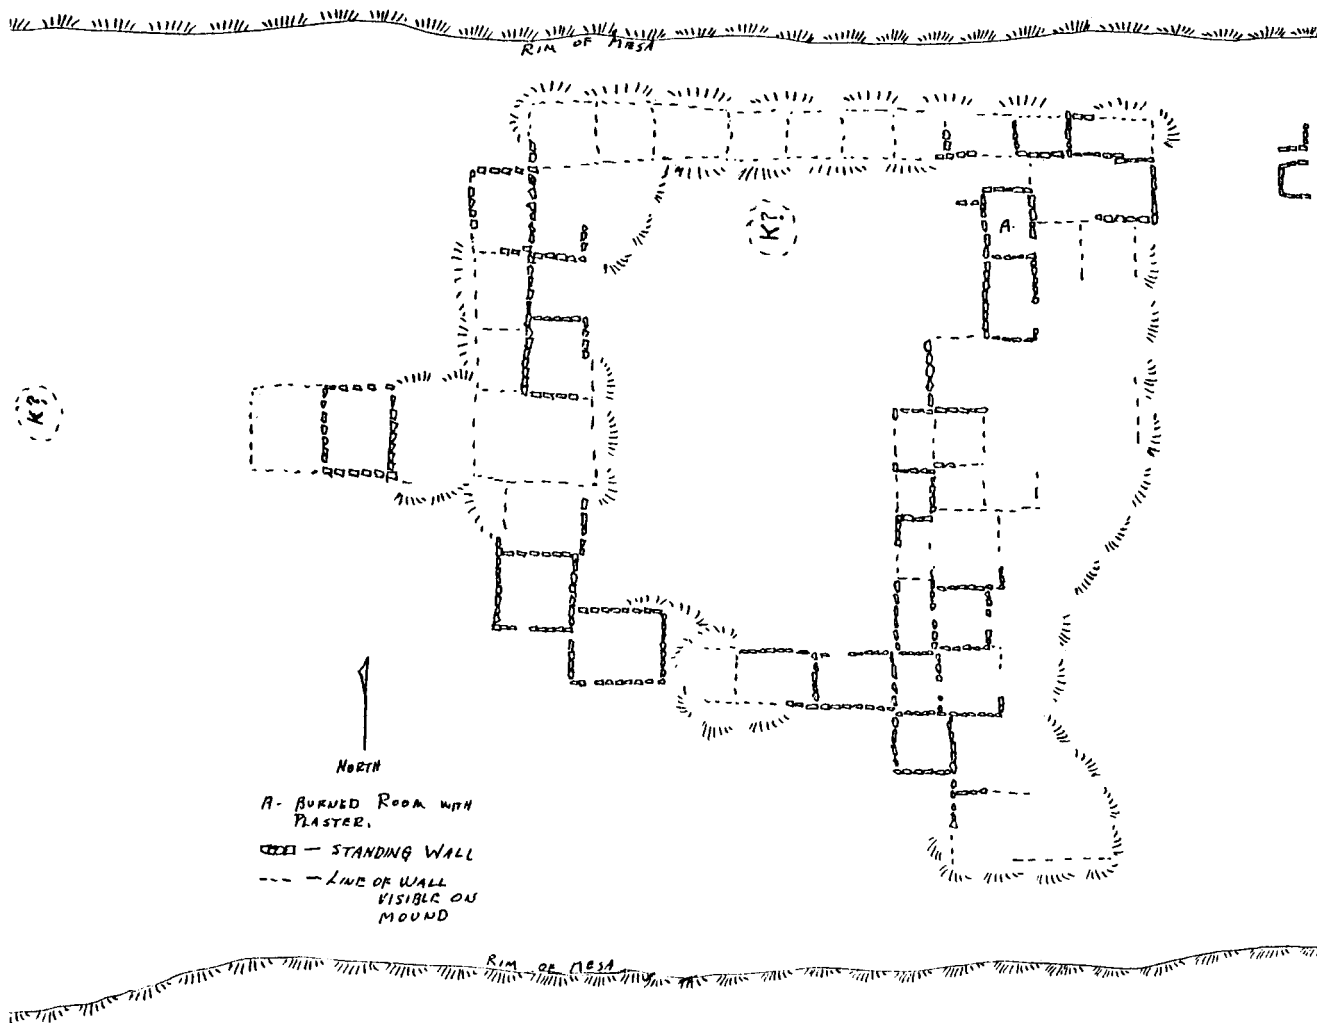 RIM OF MESA
A.
K?
K?
NORTH
A- BURNED ROOM WITH
PLASTER.
— STANDING WALL
--- — LINE OF WALL
VISIBLE ON
MOUND
RIM OF MESA